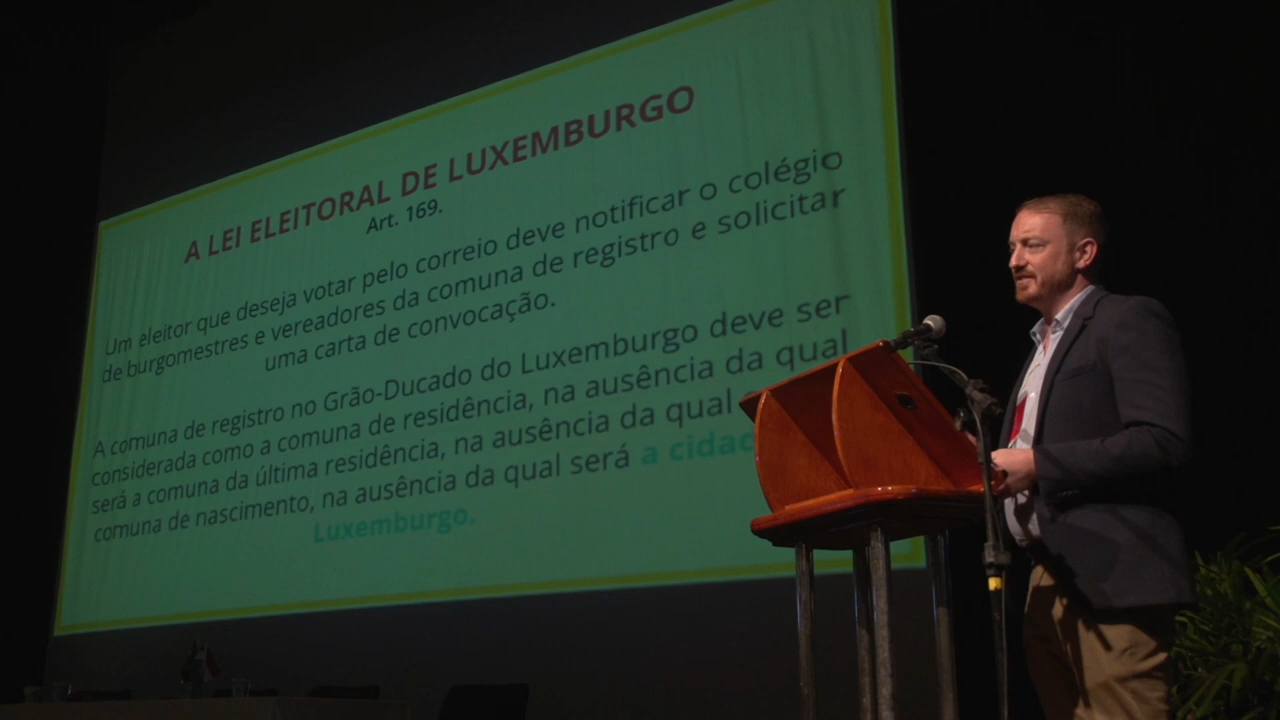 A LEI ELEITORAL DE LUXEMBURGO
Art. 169.
Um eleitor que deseja votar pelo correio deve notificar o colégio
de burgomestres e vereadores da comuna de registro e solicitar
uma carta de convocação.
A comuna de registro no Grão-Ducado do Luxemburgo deve ser
considerada como a comuna de residência, na ausência da qual
será a comuna da última residência, na ausência da qual
comuna de nascimento, na ausência da qual será a cidad
Luxemburgo.